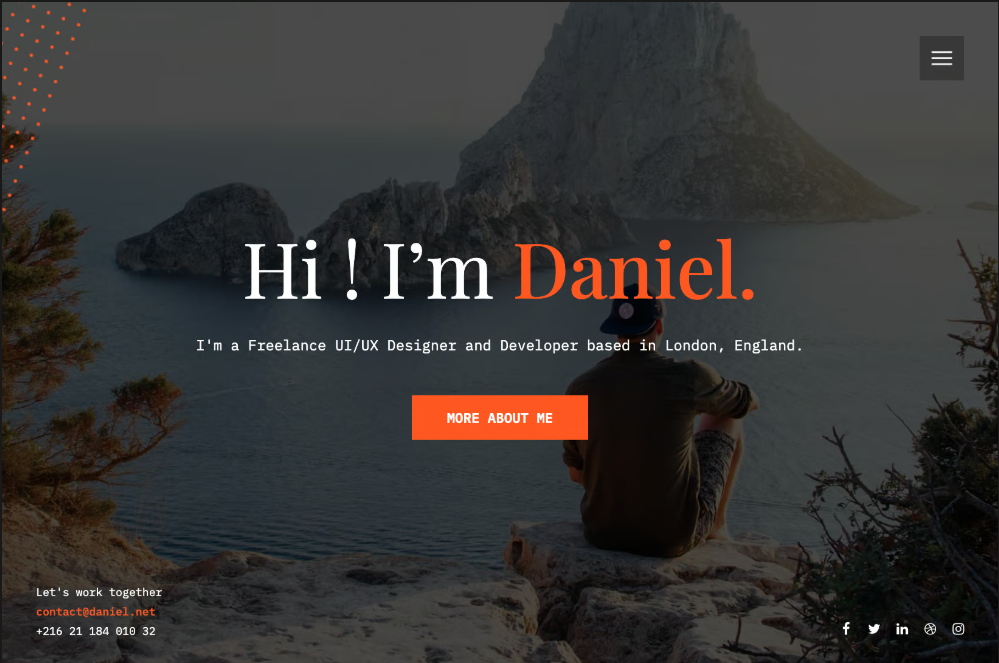 Hi ! I’m Daniel.
I'm a Freelance UI/UX Designer and Developer based in London, England.
MORE ABOUT ME
Let's work together
contact@daniel.net
+216 21 184 010 32